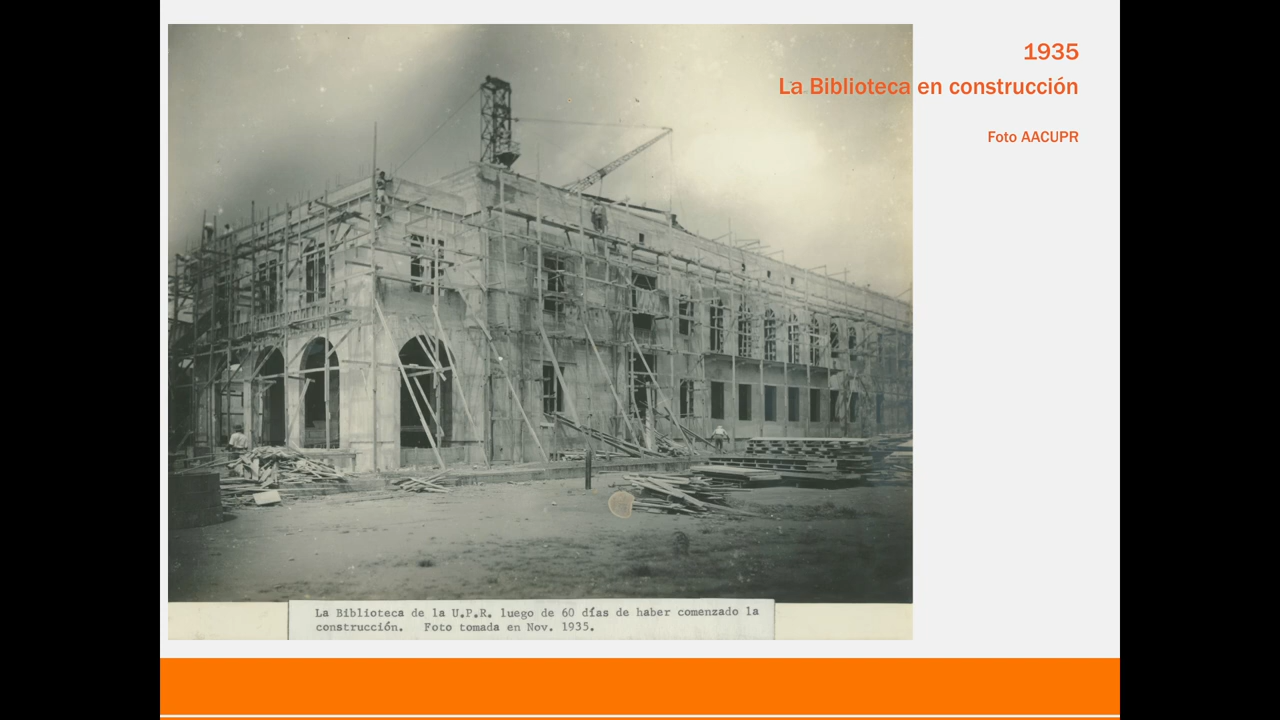 1935
La Biblioteca en construcción
Foto AACUPR
La Biblioteca de la U.P.R. luego de 60 días de haber comenzado la
construcción. Foto tomada en Nov. 1935.